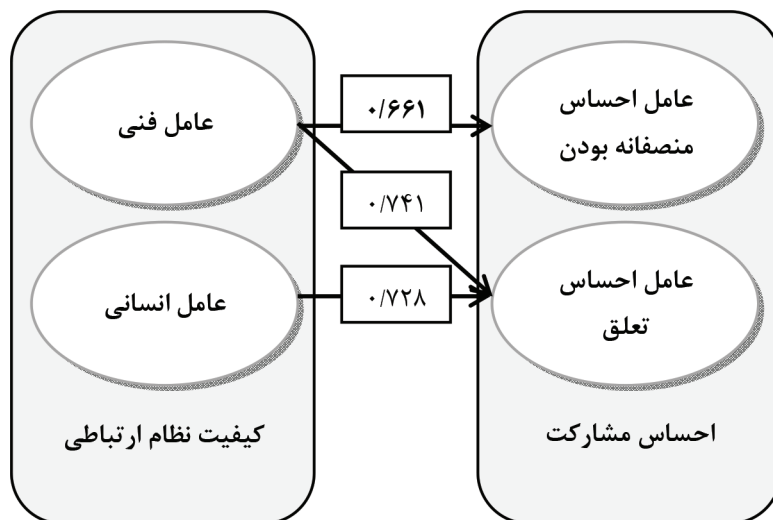 عامل احساس
منصفانه بودن
۰/۶۶۱
عامل فنی
۰/۷۴۱
عامل احساس
تعلق
۰/۷۲۸
عامل انسانی
احساس مشارکت
کیفیت نظام ارتباطی